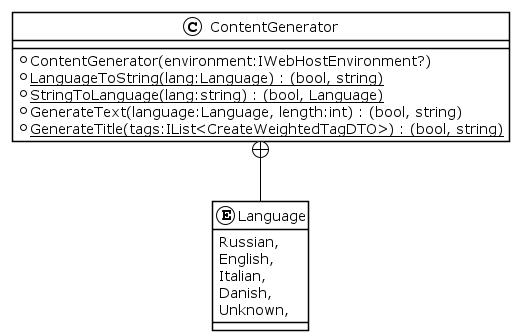 C ContentGenerator
ContentGenerator(environment:IWebHostEnvironment?)
LanguageToString(lang:Language) : (bool, string)
StringToLanguage(lang:string) : (bool, Language)
GenerateText(language:Language, length:int) : (bool, string)
GenerateTitle(tags:IList<CreateWeightedTagDTO>) : (bool, string)
E Language
Russian,
English,
Italian,
Danish,
Unknown,